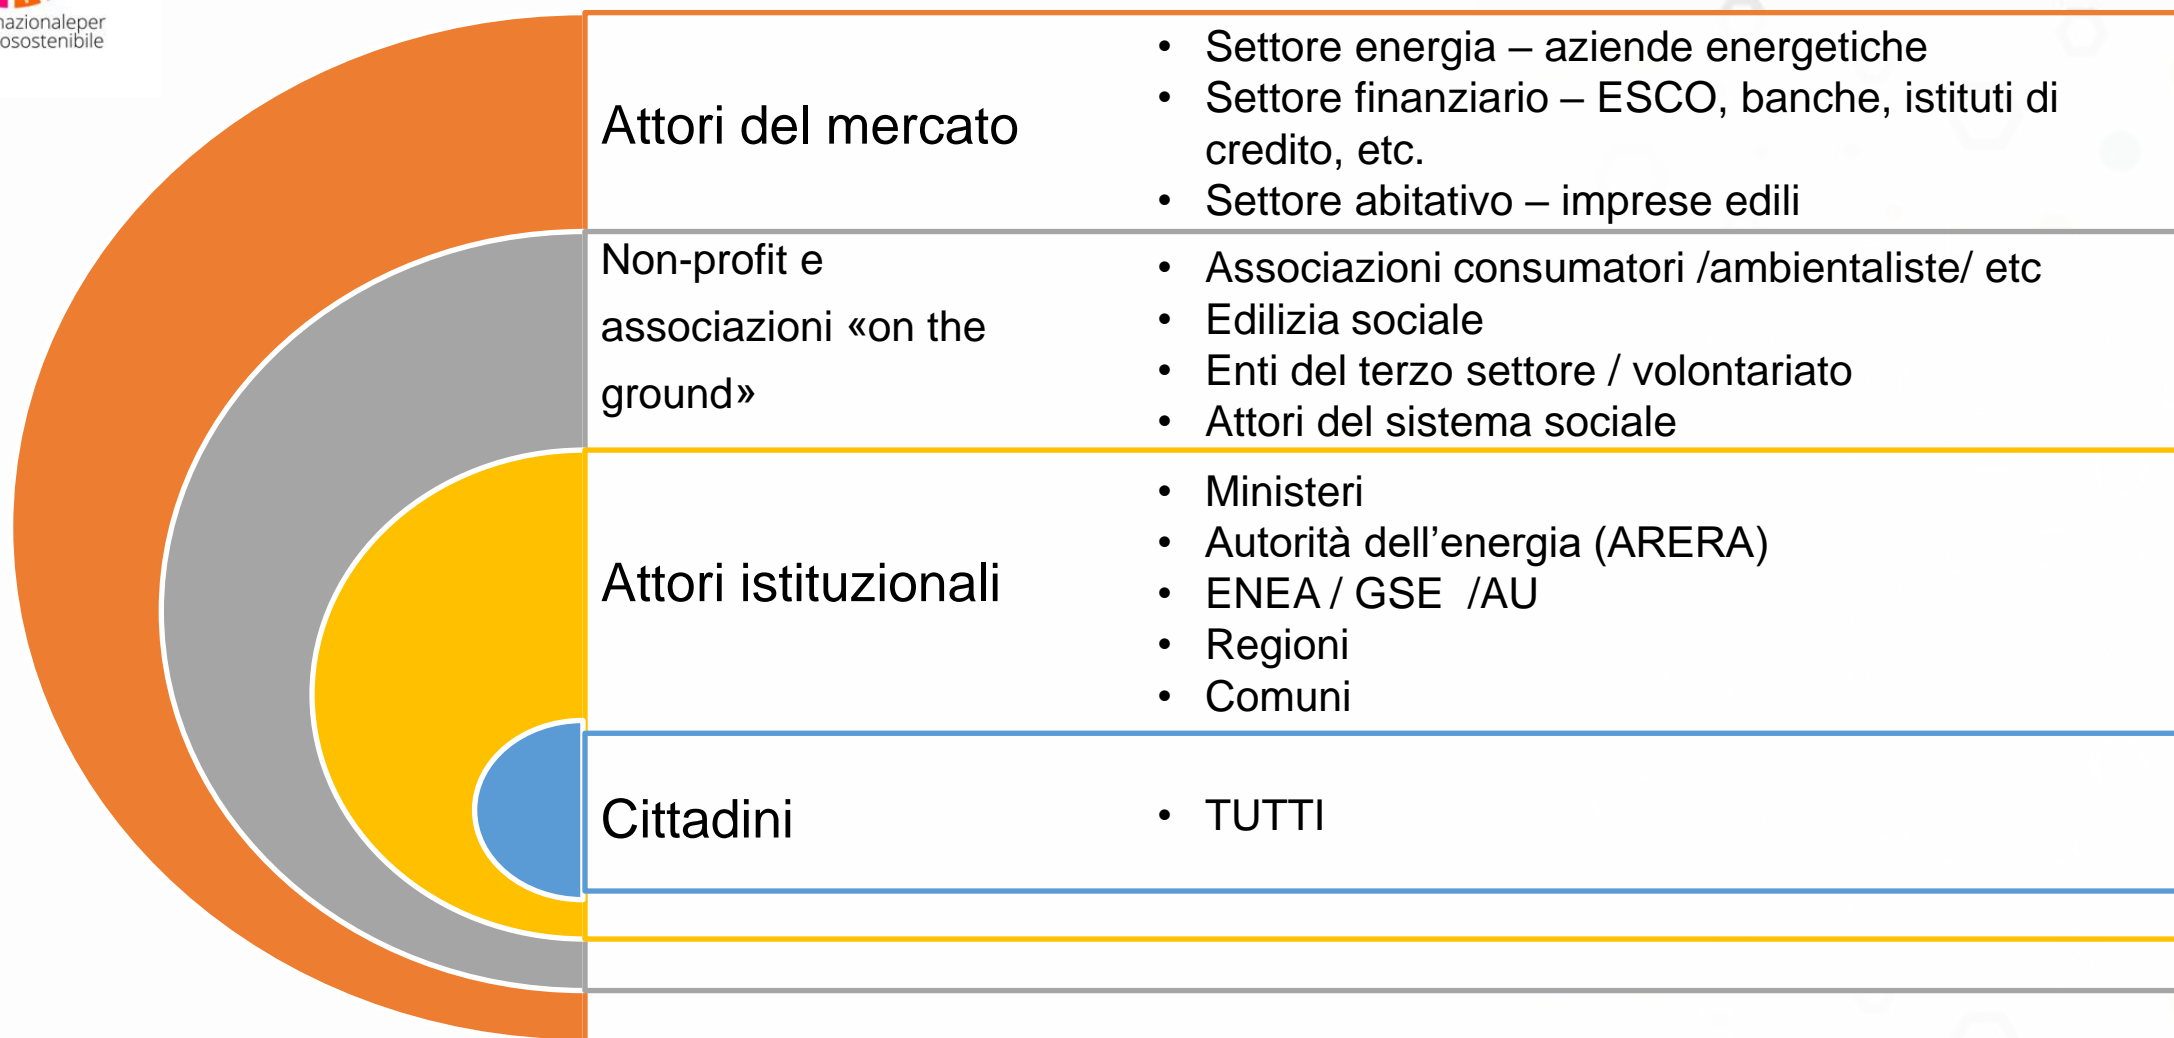 Attori del mercato
• Settore energia – aziende energetiche
• Settore finanziario – ESCO, banche, istituti di
credito, etc.
• Settore abitativo – imprese edili
Non-profit e
associazioni «on the
ground»
• Associazioni consumatori /ambientaliste/ etc
• Edilizia sociale
• Enti del terzo settore / volontariato
• Attori del sistema sociale
Attori istituzionali
• Ministeri
• Autorità dell’energia (ARERA)
• ENEA / GSE /AU
• Regioni
• Comuni
Cittadini
• TUTTI